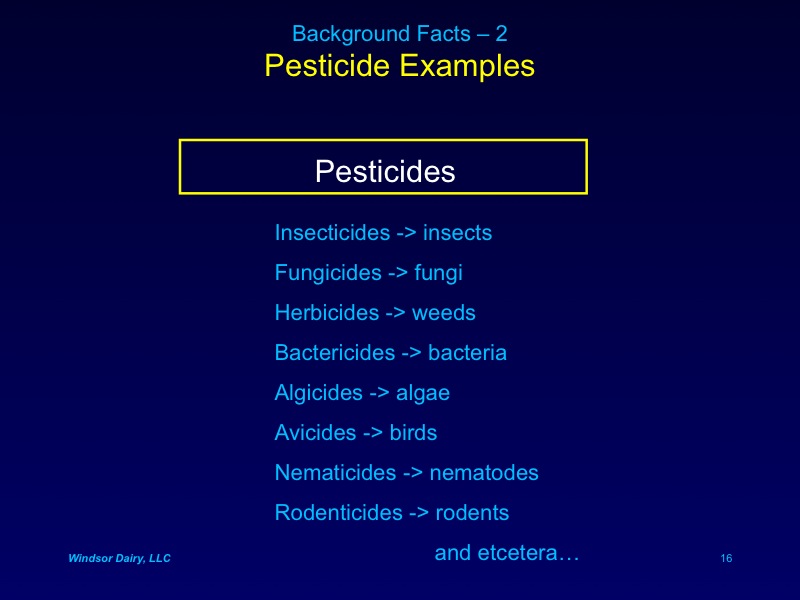 Background Facts – 2
Pesticide Examples
Pesticides
Insecticides -> insects
Fungicides -> fungi
Herbicides -> weeds
Bactericides -> bacteria
Algicides -> algae
Avicides -> birds
Nematicides -> nematodes
Rodenticides -> rodents
and etcetera…
Windsor Dairy, LLC
16